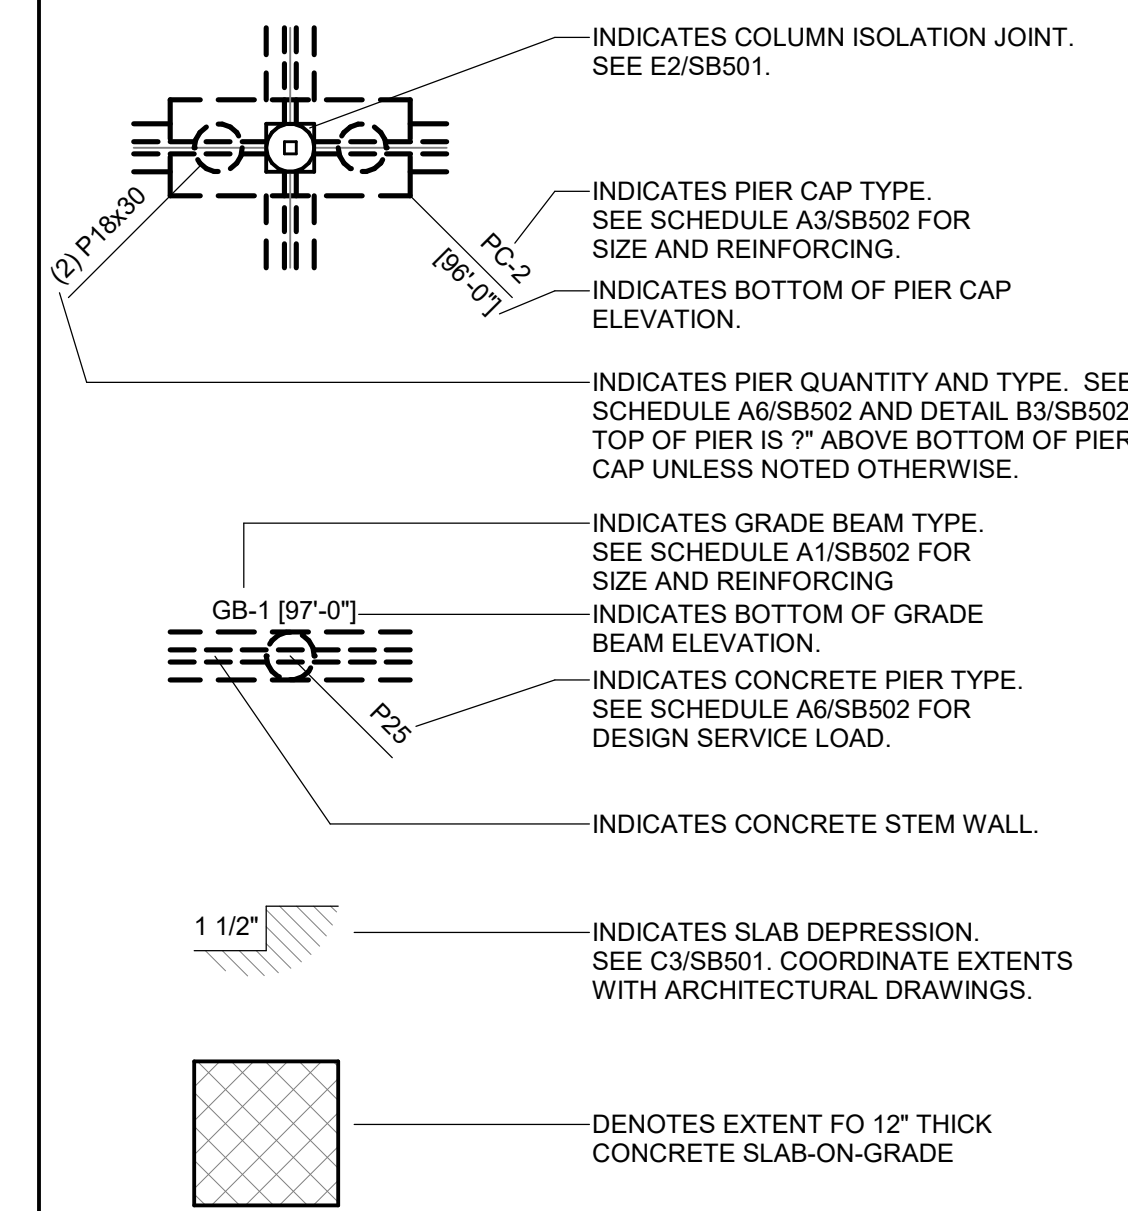 INDICATES COLUMN ISOLATION JOINT.
SEE E2/SB501.
(2) P18x30
PC-2
[96'-0"]
INDICATES PIER CAP TYPE.
SEE SCHEDULE A3/SB502 FOR
SIZE AND REINFORCING.
INDICATES BOTTOM OF PIER CAP
ELEVATION.
INDICATES PIER QUANTITY AND TYPE. SEE
SCHEDULE A6/SB502 AND DETAIL B3/SB502
TOP OF PIER IS ?" ABOVE BOTTOM OF PIER
CAP UNLESS NOTED OTHERWISE.
INDICATES GRADE BEAM TYPE.
SEE SCHEDULE A1/SB502 FOR
SIZE AND REINFORCING
GB-1 [97'-0"]
INDICATES BOTTOM OF GRADE
BEAM ELEVATION.
P25
INDICATES CONCRETE PIER TYPE.
SEE SCHEDULE A6/SB502 FOR
DESIGN SERVICE LOAD.
INDICATES CONCRETE STEM WALL.
1 1/2"
INDICATES SLAB DEPRESSION.
SEE C3/SB501. COORDINATE EXTENTS
WITH ARCHITECTURAL DRAWINGS.
DENOTES EXTENT FO 12" THICK
CONCRETE SLAB-ON-GRADE